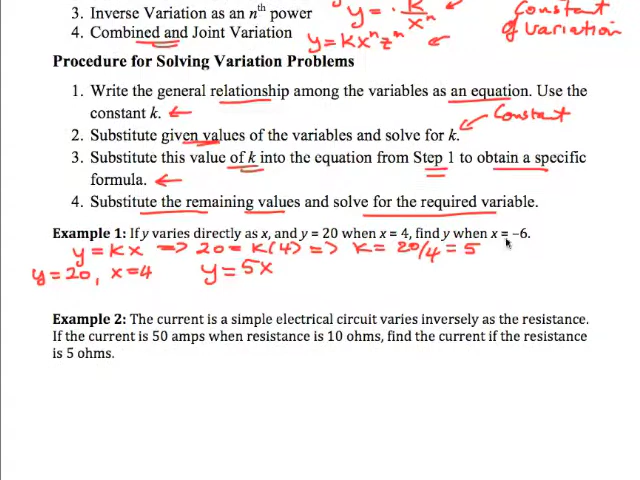 3. Inverse Variation as an nth power
y = k/x^n
Constant
of variation
4. Combined and Joint Variation
y = kx^n z^n
Procedure for Solving Variation Problems
1. Write the general relationship among the variables as an equation. Use the
constant k.
Constant
2. Substitute given values of the variables and solve for k.
3. Substitute this value of k into the equation from Step 1 to obtain a specific
formula.
4. Substitute the remaining values and solve for the required variable.
Example 1: If y varies directly as x, and y = 20 when x = 4, find y when x = −6.
y = kx => 20 = k(4) => k = 20/4 = 5
y = 20, x = 4
y = 5x
Example 2: The current is a simple electrical circuit varies inversely as the resistance.
If the current is 50 amps when resistance is 10 ohms, find the current if the resistance
is 5 ohms.